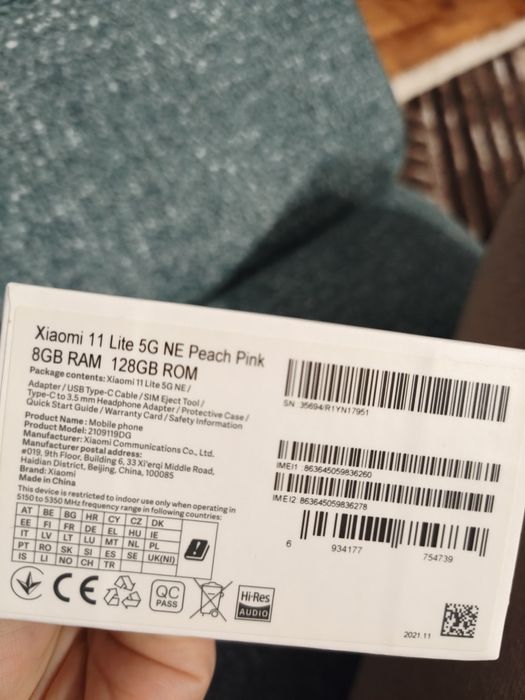 Xiaomi 11 Lite 5G NE Peach Pink
8GB RAM 128GB ROM
Package contents: Xiaomi 11 Lite 5G NE /
Adapter / USB Type-C Cable / SIM Eject Tool /
Type-C to 3.5 mm Headphone Adapter / Protective Case /
Quick Start Guide / Warranty Card / Safety Information
Product Name: Mobile phone
Product Model: 2109119DG
Manufacturer: Xiaomi Communications Co., Ltd.
Manufacturer postal address:
#019, 9th Floor, Building 6, 33 Xi'erqi Middle Road,
Haidian District, Beijing, China, 100085
Brand: Xiaomi
Made in China
This device is restricted to indoor use only when operating in
5150 to 5350 MHz frequency range in following countries:
AT BE BG HR CY CZ DK
EE FI FR DE EL HU IE
IT LV LT LU MT NL PL
PT RO SK SI ES SE UK(NI)
IS LI NO CH TR
CE
QC
PASS
Hi-Res
AUDIO
SN: 35694/R1YN17951
IMEI1 863645059836260
IMEI2 863645059836278
6 934177 754739
2021.11